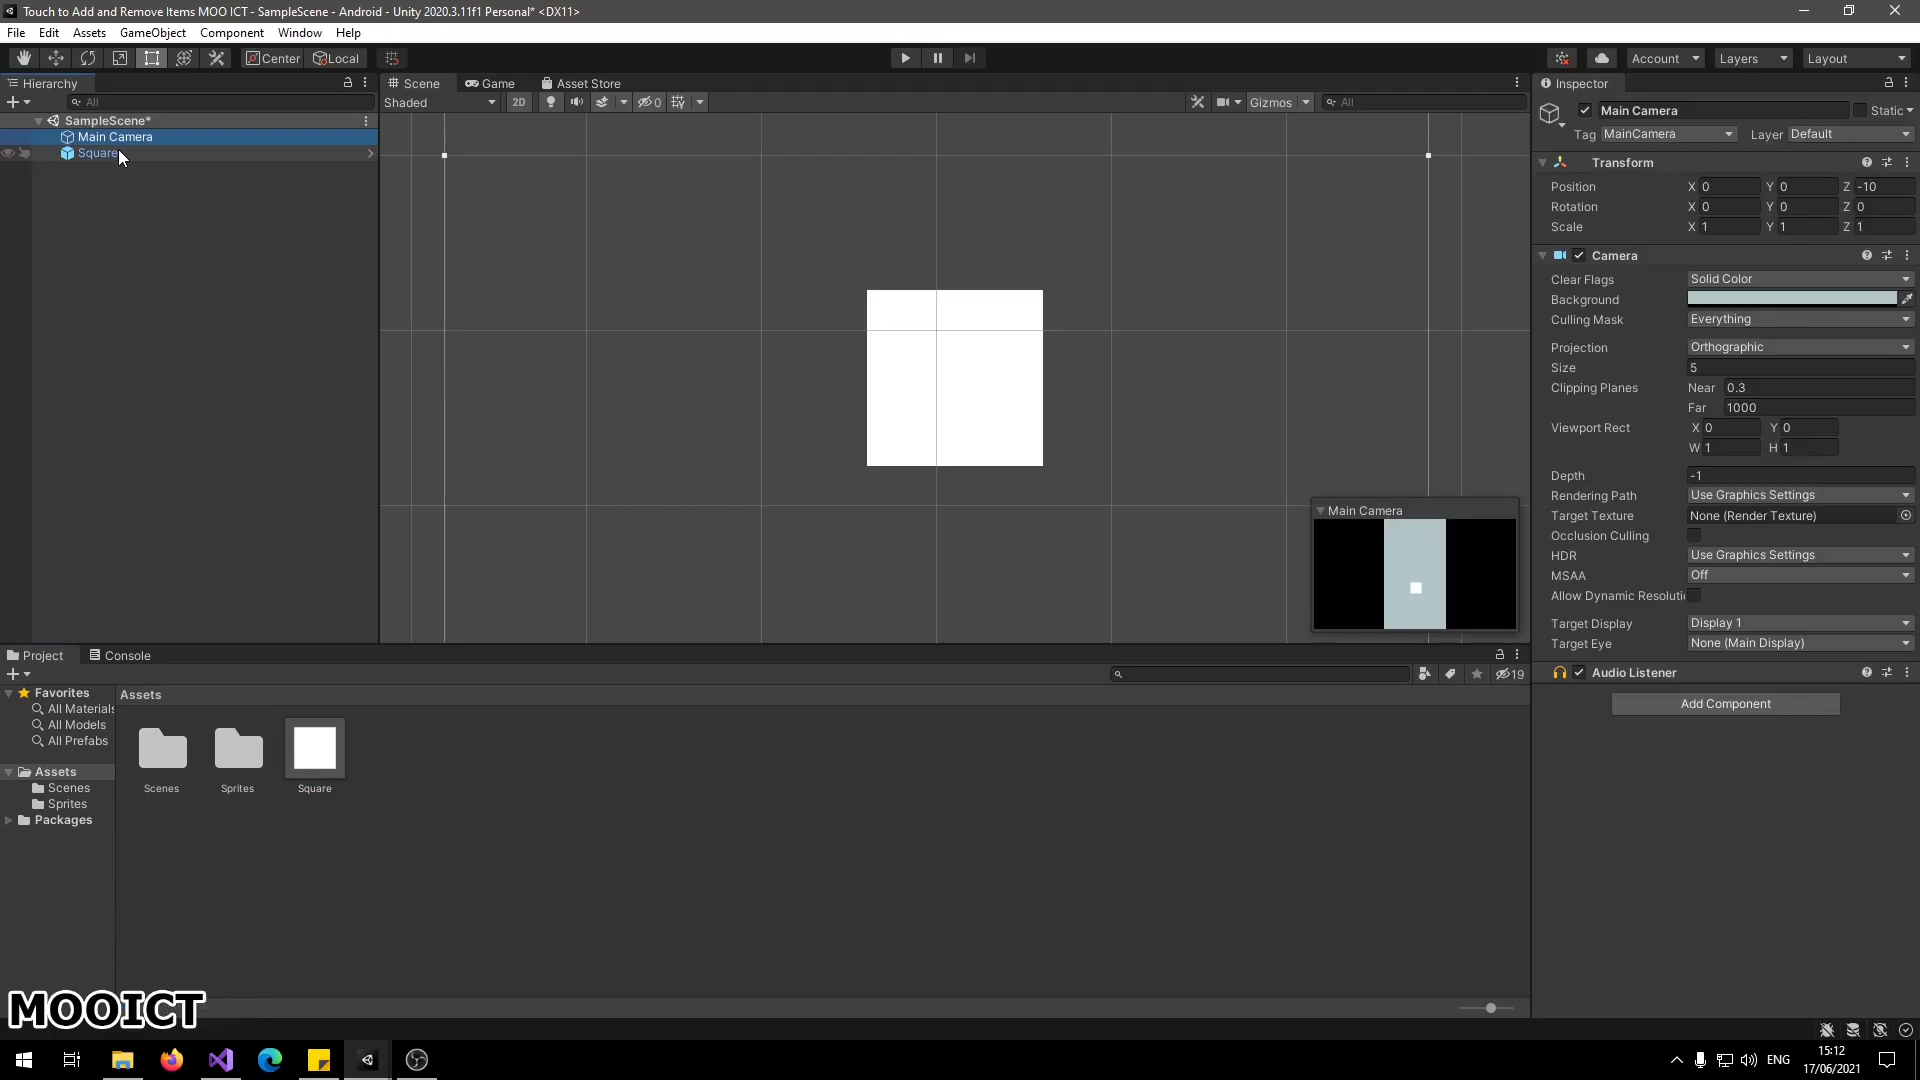 Touch to Add and Remove Items MOO ICT - SampleScene - Android - Unity 2020.3.11f1 Personal* <DX11>
File Edit Assets GameObject Component Window Help
Center Local Account Layers Layout
Hierarchy
All
SampleScene*
Main Camera
Square
Scene Game Asset Store
Shaded 2D 0 Gizmos All
Main Camera
Inspector
Main Camera Static
Tag MainCamera Layer Default
Transform
Position X 0 Y 0 Z -10
Rotation X 0 Y 0 Z 0
Scale X 1 Y 1 Z 1
Camera
Clear Flags Solid Color
Background
Culling Mask Everything
Projection Orthographic
Size 5
Clipping Planes Near 0.3
Far 1000
Viewport Rect X 0 Y 0
W 1 H 1
Depth -1
Rendering Path Use Graphics Settings
Target Texture None (Render Texture)
Occlusion Culling
HDR Use Graphics Settings
MSAA Off
Allow Dynamic Resoluti
Target Display Display 1
Target Eye None (Main Display)
Audio Listener
Add Component
Project Console
19
Favorites
All Materials
All Models
All Prefabs
Assets
Scenes
Sprites
Packages
Assets
Scenes Sprites Square
MOOICT
ENG
15:12
17/06/2021